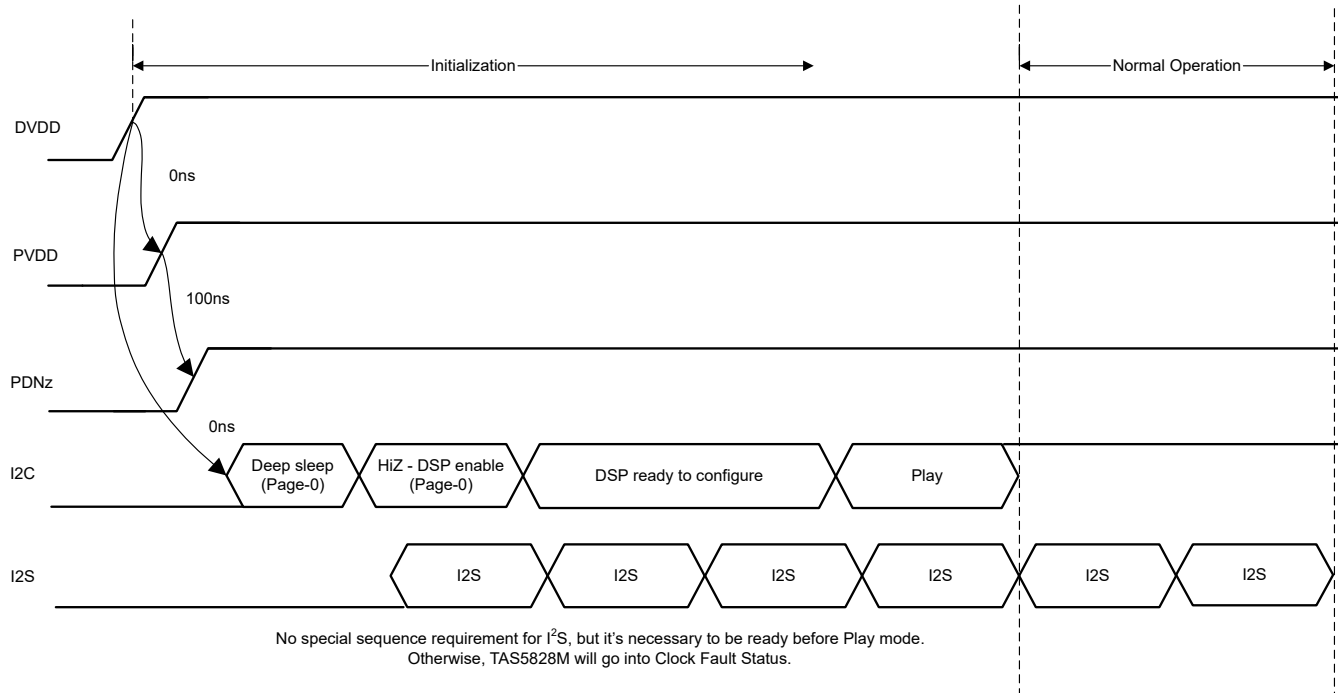 Initialization
Normal Operation
DVDD
0ns
PVDD
100ns
PDNz
0ns
I2C
Deep sleep
(Page-0)
HiZ - DSP enable
(Page-0)
DSP ready to configure
Play
I2S
I2S
I2S
I2S
I2S
I2S
I2S
No special sequence requirement for I²S, but it's necessary to be ready before Play mode.
Otherwise, TAS5828M will go into Clock Fault Status.